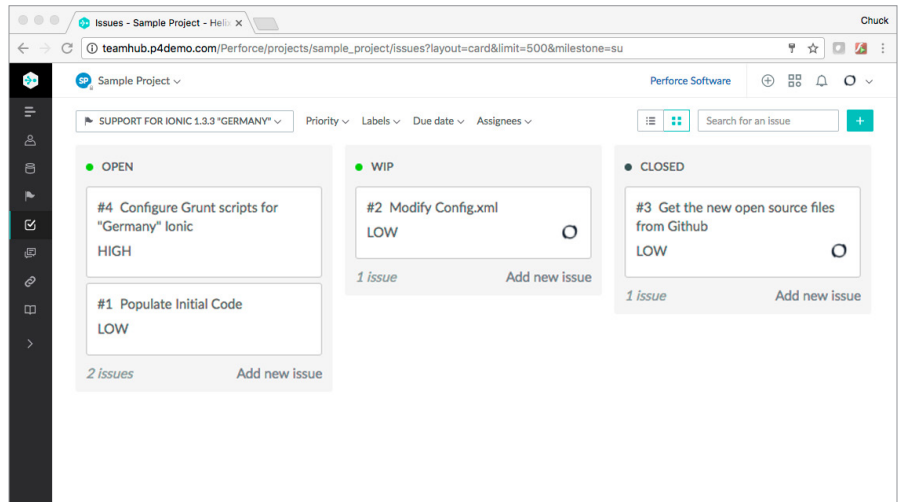 Issues - Sample Project - Heli
Chuck
teamhub.p4demo.com/Perforce/projects/sample_project/issues?layout=card&limit=500&milestone=su
SP
Sample Project
Perforce Software
SUPPORT FOR IONIC 1.3.3 "GERMANY"
Priority
Labels
Due date
Assignees
Search for an issue
+
OPEN
#4 Configure Grunt scripts for
"Germany" Ionic
HIGH
#1 Populate Initial Code
LOW
2 issues
Add new issue
WIP
#2 Modify Config.xml
LOW
1 issue
Add new issue
CLOSED
#3 Get the new open source files
from Github
LOW
1 issue
Add new issue